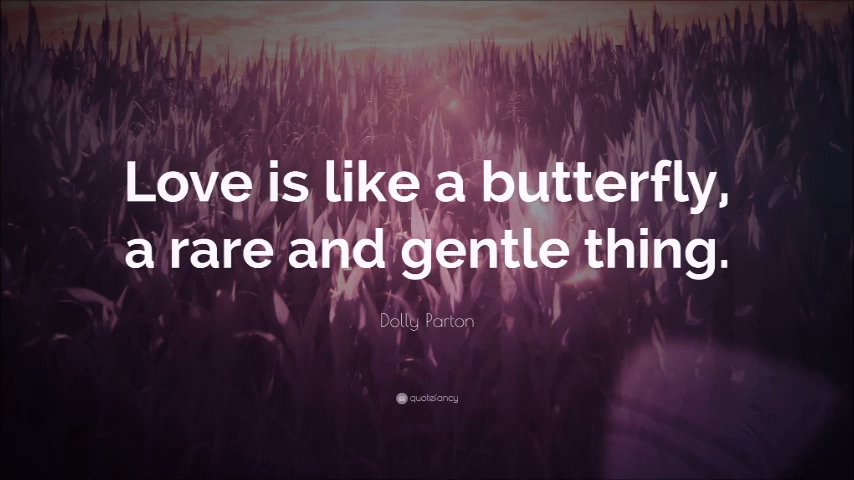 Love is like a butterfly,
a rare and gentle thing.
Dolly Parton
quotefancy